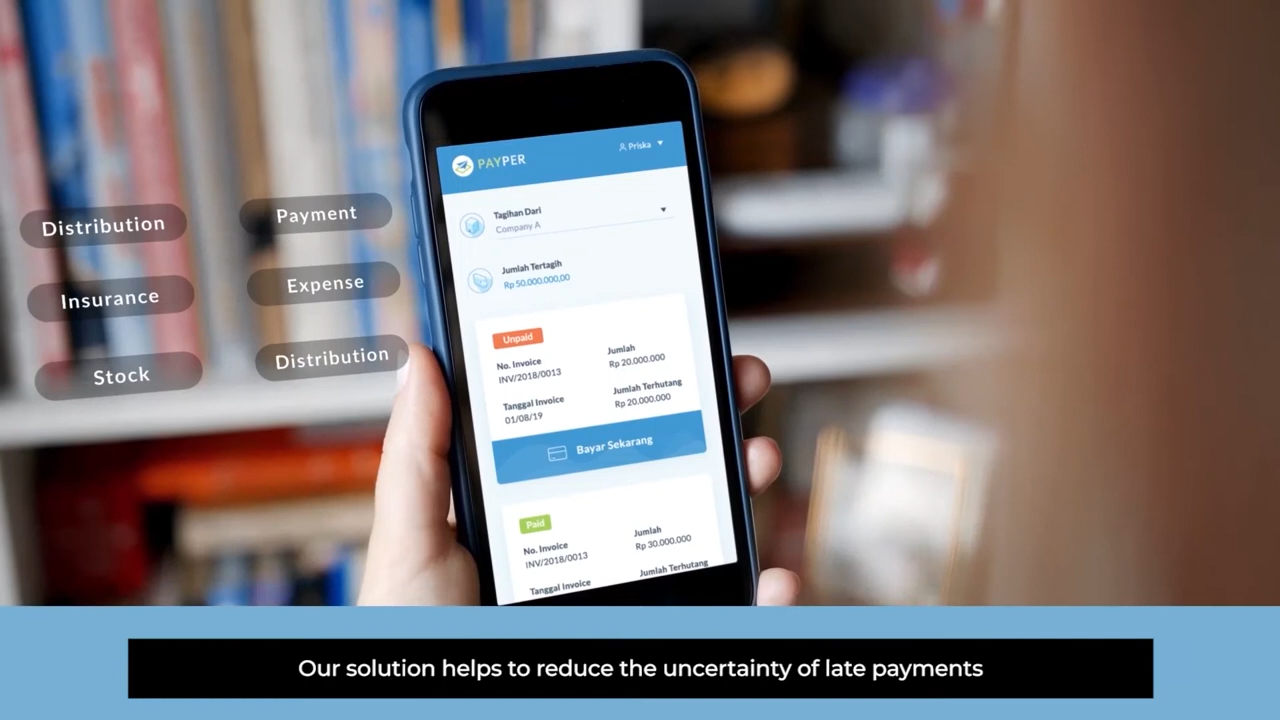 Distribution
Insurance
Stock
Payment
Expense
Distribution
PAYPER
Priska
Tagihan Dari
Company A
Jumlah Tertagih
Rp 50.000.000,00
Unpaid
No. Invoice
INV/2018/0013
Jumlah
Rp 20.000.000
Tanggal Invoice
01/08/19
Jumlah Terhutang
Rp 20.000.000
Bayar Sekarang
Paid
No. Invoice
INV/2018/0013
Jumlah
Rp 30.000.000
Tanggal Invoice
Jumlah Terhutang
Our solution helps to reduce the uncertainty of late payments